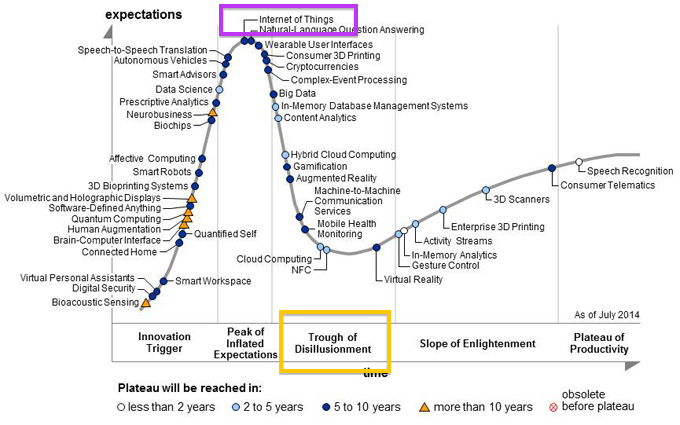 expectations
Internet of Things
Natural-Language Question Answering
Wearable User Interfaces
Speech-to-Speech Translation
Consumer 3D Printing
Autonomous Vehicles
Cryptocurrencies
Smart Advisors
Complex-Event Processing
Data Science
Big Data
Prescriptive Analytics
In-Memory Database Management Systems
Neurobusiness
Content Analytics
Biochips
Hybrid Cloud Computing
Affective Computing
Gamification
Smart Robots
Augmented Reality
3D Bioprinting Systems
Machine-to-Machine
Communication
Services
Volumetric and Holographic Displays
Software-Defined Anything
Quantum Computing
Mobile Health
Monitoring
Human Augmentation
Quantified Self
Brain-Computer Interface
Connected Home
Cloud Computing
NFC
Virtual Personal Assistants
Smart Workspace
Digital Security
Bioacoustic Sensing
Virtual Reality
Gesture Control
In-Memory Analytics
Activity Streams
Enterprise 3D Printing
3D Scanners
Consumer Telematics
Speech Recognition
As of July 2014
Innovation
Trigger
Peak of
Inflated
Expectations
Trough of
Disillusionment
Slope of Enlightenment
Plateau of
Productivity
time
Plateau will be reached in:
less than 2 years
2 to 5 years
5 to 10 years
more than 10 years
obsolete
before plateau